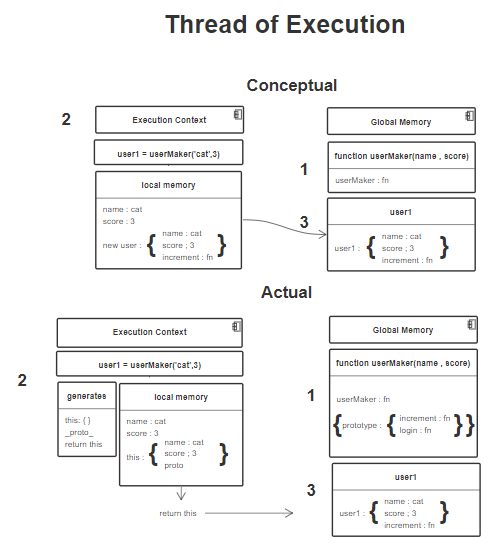 Thread of Execution
Conceptual
2
Execution Context
user1 = userMaker('cat',3)
local memory
name : cat
score : 3
new user : {
name : cat
score ; 3
increment : fn
}
Global Memory
1
function userMaker(name , score)
userMaker : fn
3
user1
user1 : {
name : cat
score ; 3
increment : fn
}
Actual
2
Execution Context
user1 = userMaker('cat',3)
generates
this: { }
_proto_
return this
local memory
name : cat
score : 3
this : {
name : cat
score ; 3
proto
}
return this
Global Memory
1
function userMaker(name , score)
userMaker : fn
{ prototype : {
increment : fn
login : fn
} }
3
user1
user1 : {
name : cat
score ; 3
increment : fn
}